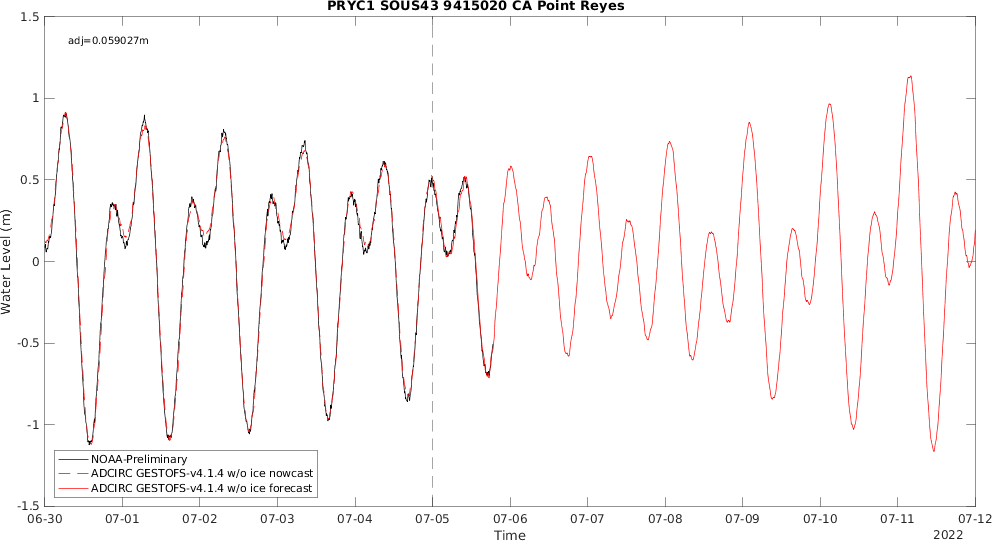 PRYC1 SOUS43 9415020 CA Point Reyes
adj=0.059027m
1.5
1
0.5
0
-0.5
-1
-1.5
Water Level (m)
NOAA-Preliminary
ADCIRC GESTOFS-v4.1.4 w/o ice nowcast
ADCIRC GESTOFS-v4.1.4 w/o ice forecast
06-30 07-01 07-02 07-03 07-04 07-05 07-06 07-07 07-08 07-09 07-10 07-11 07-12
Time
2022